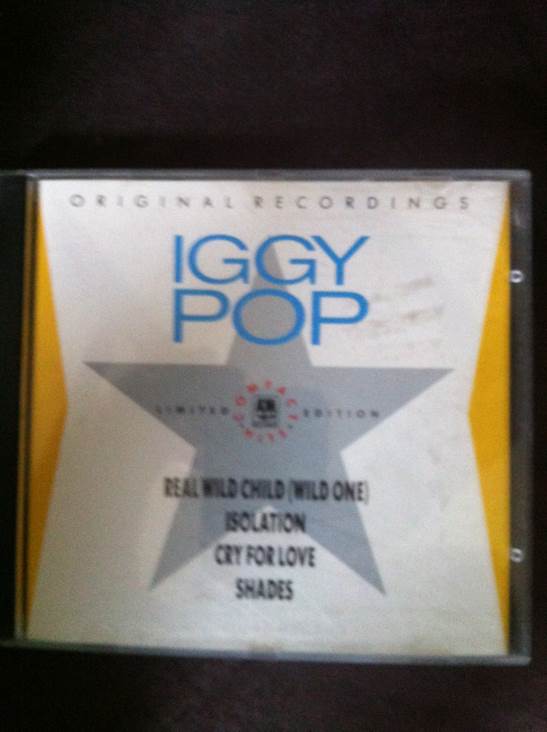 ORIGINAL RECORDINGS
IGGY
POP
LIMITED EDITION
A&M
REAL WILD CHILD (WILD ONE)
ISOLATION
CRY FOR LOVE
SHADES